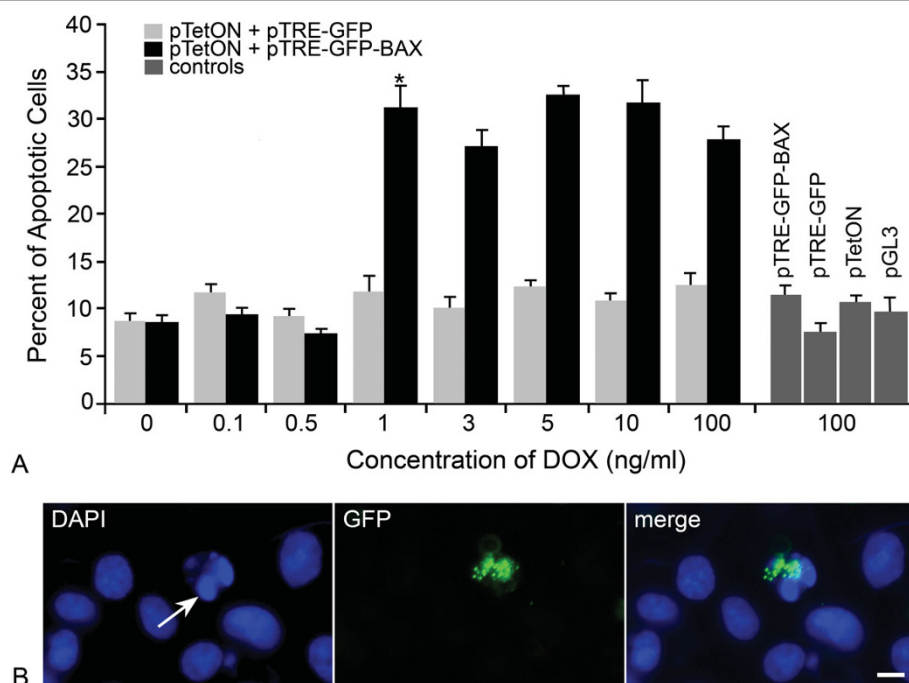 40
35
30
25
20
15
10
5
0
Percent of Apoptotic Cells
pTetON + pTRE-GFP
pTetON + pTRE-GFP-BAX
controls
*
pTRE-GFP-BAX
pTRE-GFP
pTetON
pGL3
0 0.1 0.5 1 3 5 10 100 100
Concentration of DOX (ng/ml)
A
DAPI GFP merge
B